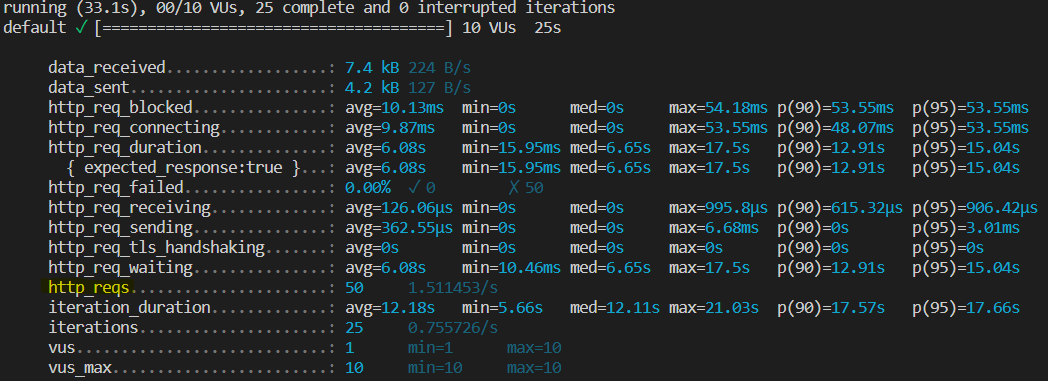 running (33.1s), 00/10 VUs, 25 complete and 0 interrupted iterations
default ✓ [======================================] 10 VUs  25s
data_received..................: 7.4 kB 224 B/s
data_sent......................: 4.2 kB 127 B/s
http_req_blocked...............: avg=10.13ms min=0s med=0s max=54.18ms p(90)=53.55ms p(95)=53.55ms
http_req_connecting............: avg=9.87ms min=0s med=0s max=53.55ms p(90)=48.07ms p(95)=53.55ms
http_req_duration..............: avg=6.08s min=15.95ms med=6.65s max=17.5s p(90)=12.91s p(95)=15.04s
{ expected_response:true }...: avg=6.08s min=15.95ms med=6.65s max=17.5s p(90)=12.91s p(95)=15.04s
http_req_failed................: 0.00% ✓ 0 ✗ 50
http_req_receiving.............: avg=126.06µs min=0s med=0s max=995.8µs p(90)=615.32µs p(95)=906.42µs
http_req_sending...............: avg=362.55µs min=0s med=0s max=6.68ms p(90)=0s p(95)=3.01ms
http_req_tls_handshaking.......: avg=0s min=0s med=0s max=0s p(90)=0s p(95)=0s
http_req_waiting...............: avg=6.08s min=10.46ms med=6.65s max=17.5s p(90)=12.91s p(95)=15.04s
http_reqs......................: 50 1.511453/s
iteration_duration.............: avg=12.18s min=5.66s med=12.11s max=21.03s p(90)=17.57s p(95)=17.66s
iterations.....................: 25 0.755726/s
vus............................: 1 min=1 max=10
vus_max........................: 10 min=10 max=10